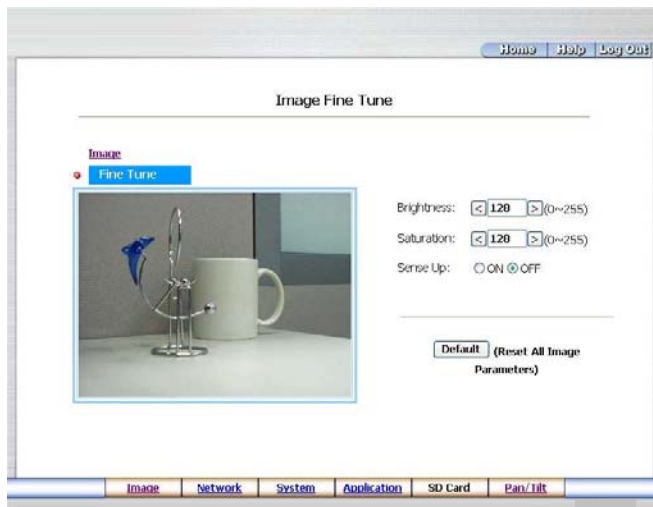 Home Help Log Out
Image Fine Tune
Image
Fine Tune
Brightness: < 120 > (0~255)
Saturation: < 120 > (0~255)
Sense Up: ON OFF
Default (Reset All Image
Parameters)
Image Network System Application SD Card Pan/Tilt